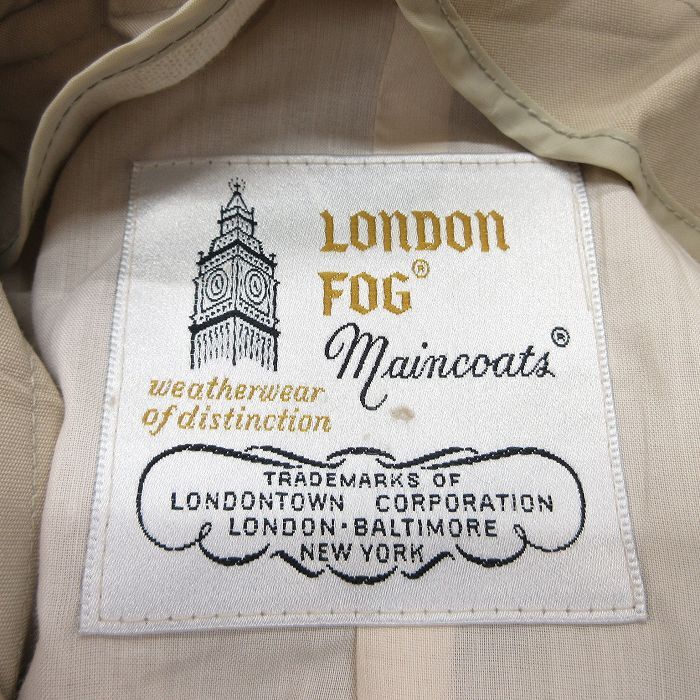 LONDON
FOG®
Maincoats®
weatherwear
of distinction
TRADEMARKS OF
LONDONTOWN CORPORATION
LONDON·BALTIMORE
NEW YORK